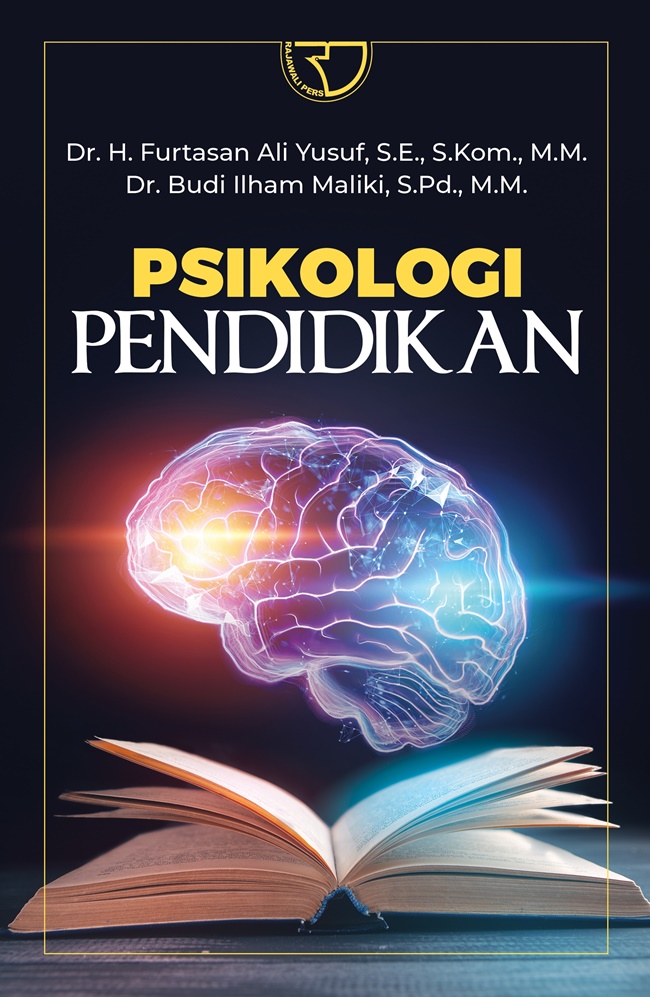 RAJAWALI PERS
Dr. H. Furtasan Ali Yusuf, S.E., S.Kom., M.M.
Dr. Budi Ilham Maliki, S.Pd., M.M.
PSIKOLOGI
PENDIDIKAN